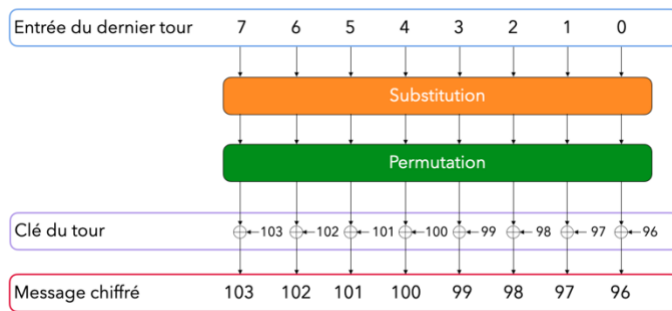 Entrée du dernier tour 7 6 5 4 3 2 1 0
Substitution
Permutation
Clé du tour 103 102 101 100 99 98 97 96
Message chiffré 103 102 101 100 99 98 97 96